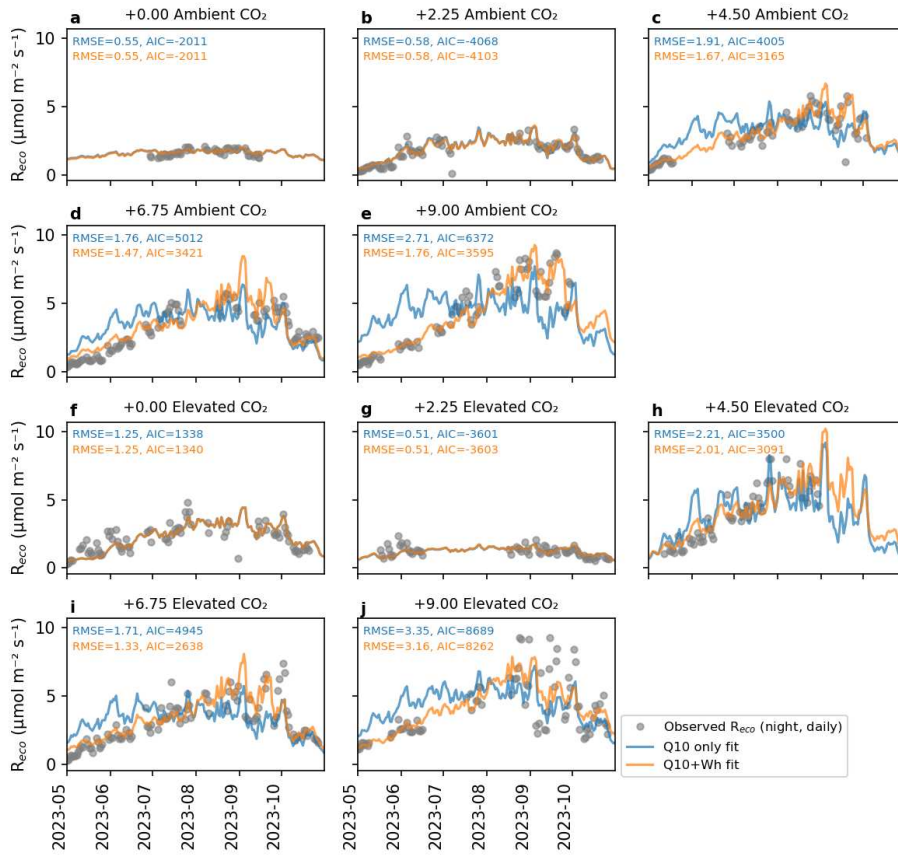 a +0.00 Ambient CO₂
RMSE=0.55, AIC=-2011
RMSE=0.55, AIC=-2011
b +2.25 Ambient CO₂
RMSE=0.58, AIC=-4068
RMSE=0.58, AIC=-4103
c +4.50 Ambient CO₂
RMSE=1.91, AIC=4005
RMSE=1.67, AIC=3165
10
5
0
Reco (μmol m⁻² s⁻¹)
d +6.75 Ambient CO₂
RMSE=1.76, AIC=5012
RMSE=1.47, AIC=3421
e +9.00 Ambient CO₂
RMSE=2.71, AIC=6372
RMSE=1.76, AIC=3595
10
5
0
Reco (μmol m⁻² s⁻¹)
f +0.00 Elevated CO₂
RMSE=1.25, AIC=1338
RMSE=1.25, AIC=1340
g +2.25 Elevated CO₂
RMSE=0.51, AIC=-3601
RMSE=0.51, AIC=-3603
h +4.50 Elevated CO₂
RMSE=2.21, AIC=3500
RMSE=2.01, AIC=3091
10
5
0
Reco (μmol m⁻² s⁻¹)
i +6.75 Elevated CO₂
RMSE=1.71, AIC=4945
RMSE=1.33, AIC=2638
j +9.00 Elevated CO₂
RMSE=3.35, AIC=8689
RMSE=3.16, AIC=8262
10
5
0
Reco (μmol m⁻² s⁻¹)
2023-05
2023-06
2023-07
2023-08
2023-09
2023-10
2023-05
2023-06
2023-07
2023-08
2023-09
2023-10
Observed Reco (night, daily)
Q10 only fit
Q10+Wh fit